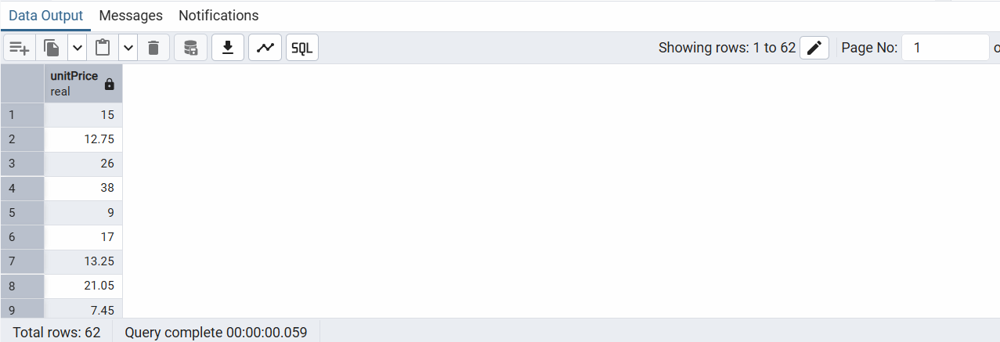 Data Output Messages Notifications
SQL Showing rows: 1 to 62 Page No: 1
unitPrice
real
1 15
2 12.75
3 26
4 38
5 9
6 17
7 13.25
8 21.05
9 7.45
Total rows: 62 Query complete 00:00:00.059